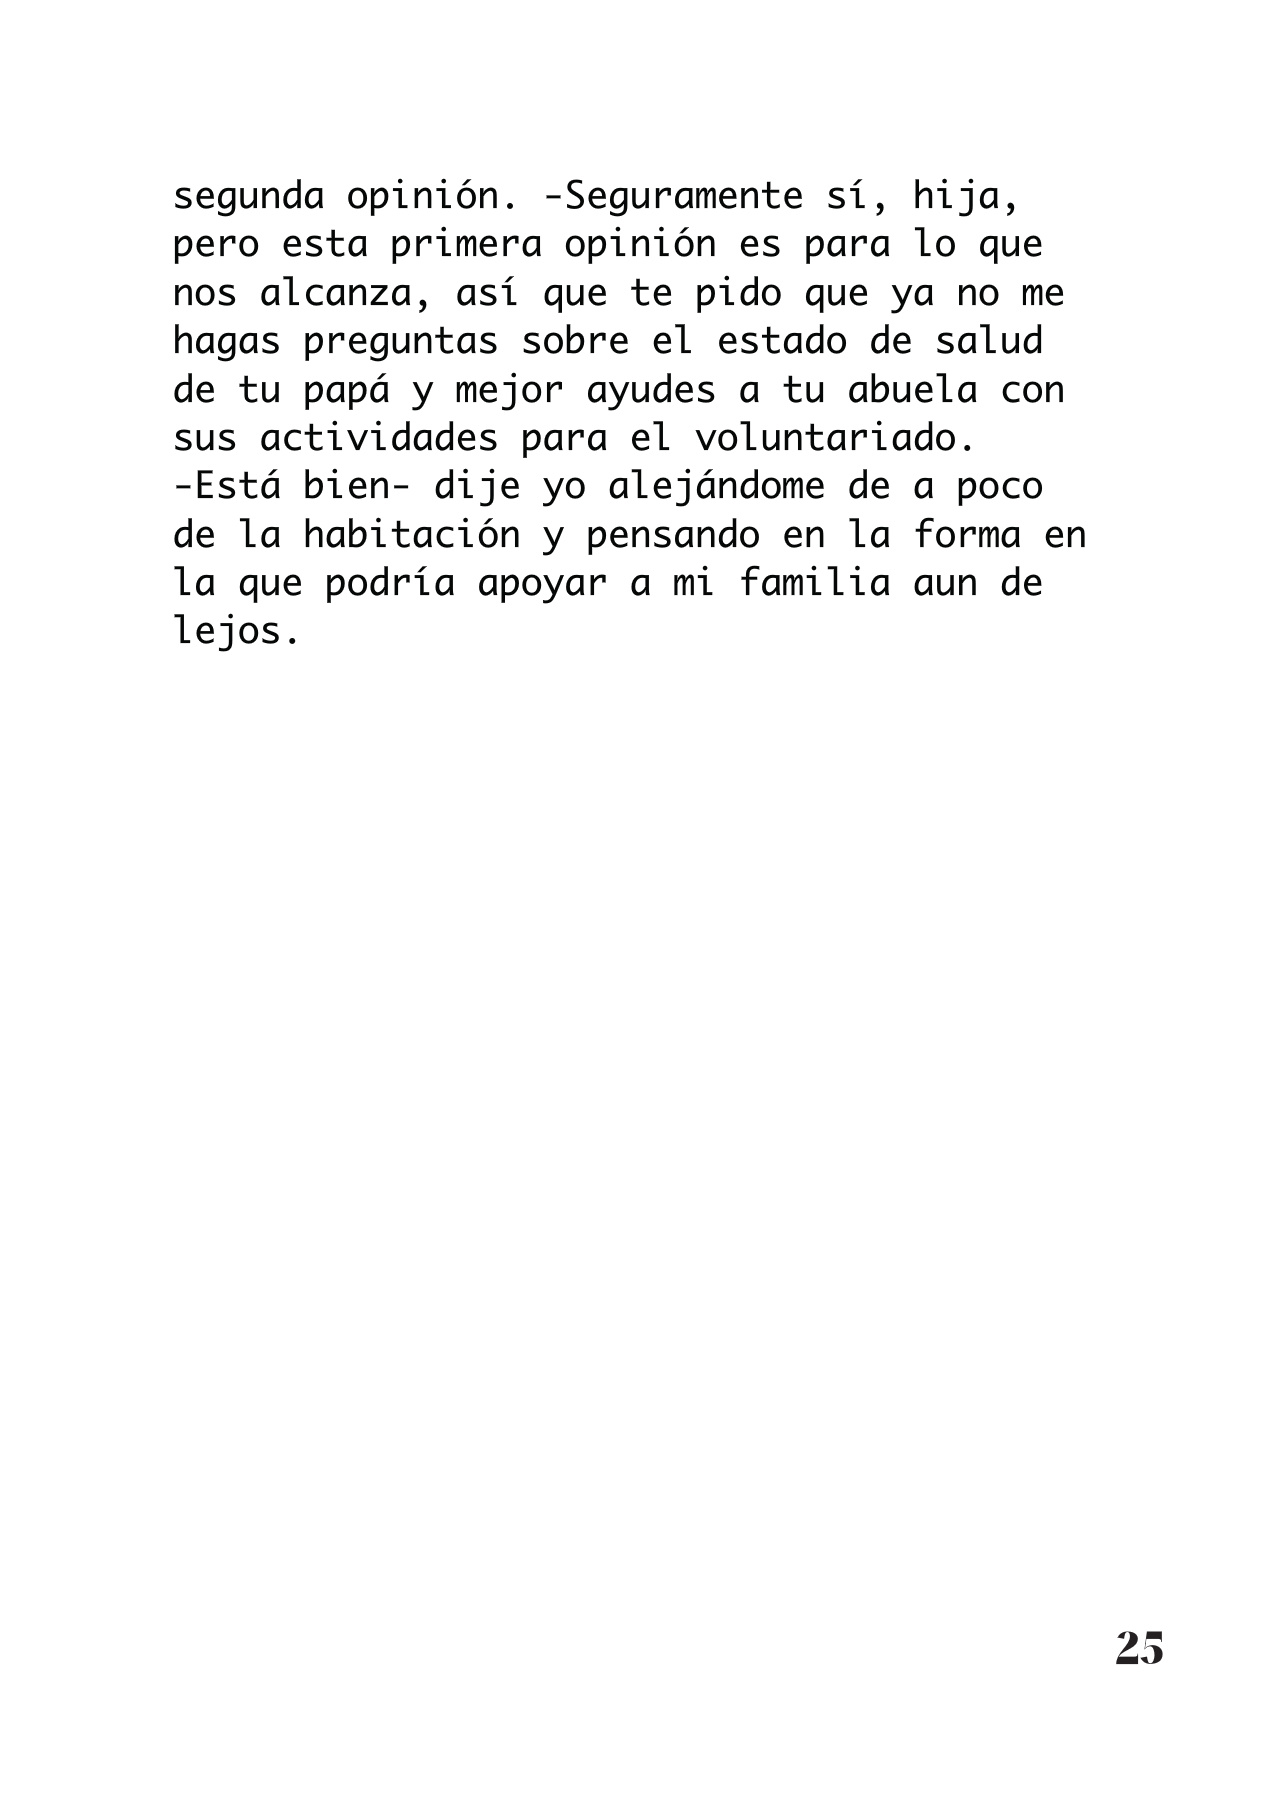 segunda opinión. -Seguramente sí, hija,
pero esta primera opinión es para lo que
nos alcanza, así que te pido que ya no me
hagas preguntas sobre el estado de salud
de tu papá y mejor ayudes a tu abuela con
sus actividades para el voluntariado.
-Está bien- dije yo alejándome de a poco
de la habitación y pensando en la forma en
la que podría apoyar a mi familia aun de
lejos.
25